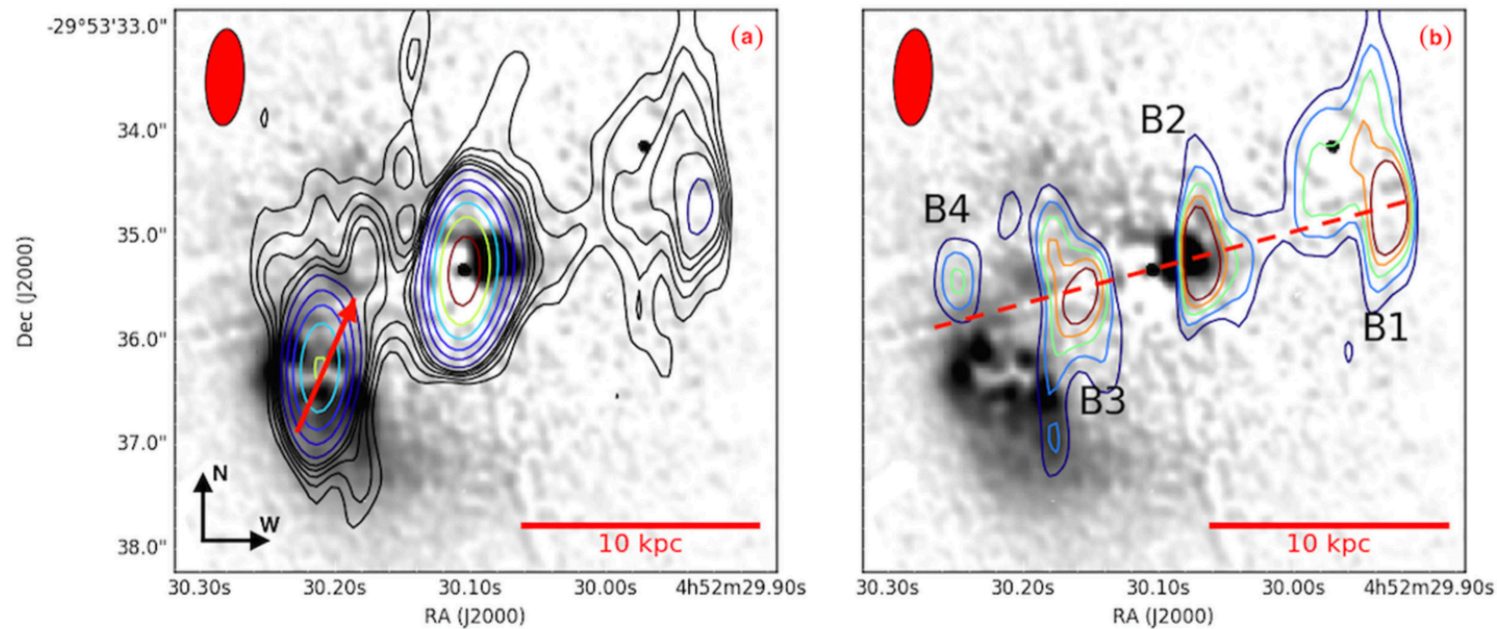 -29°53'33.0"
34.0"
35.0"
36.0"
37.0"
38.0"
Dec (J2000)
(a)
N
W
10 kpc
30.30s 30.20s 30.10s 30.00s 4h52m29.90s
RA (J2000)
(b)
B2
B4
B1
B3
10 kpc
30.30s 30.20s 30.10s 30.00s 4h52m29.90s
RA (J2000)